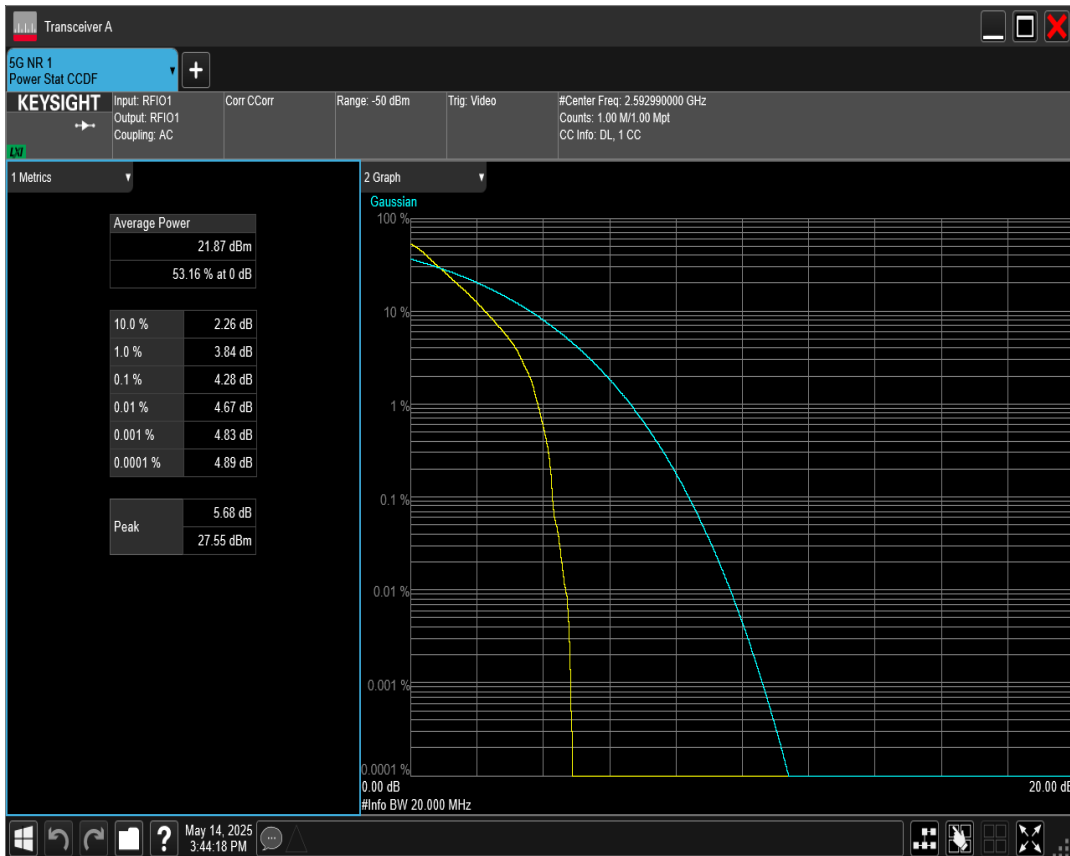 Transceiver A
5G NR 1
Power Stat CCDF
KEYSIGHT
LXI
Input: RFIO1
Output: RFIO1
Coupling: AC
Corr CCorr
Range: -50 dBm
Trig: Video
#Center Freq: 2.592990000 GHz
Counts: 1.00 M/1.00 Mpt
CC Info: DL, 1 CC
1 Metrics
Average Power
21.87 dBm
53.16 % at 0 dB
10.0 % 2.26 dB
1.0 % 3.84 dB
0.1 % 4.28 dB
0.01 % 4.67 dB
0.001 % 4.83 dB
0.0001 % 4.89 dB
Peak
5.68 dB
27.55 dBm
2 Graph
Gaussian
100 %
10 %
1 %
0.1 %
0.01 %
0.001 %
0.0001 %
0.00 dB
20.00 dB
#Info BW 20.000 MHz
?
May 14, 2025
3:44:18 PM